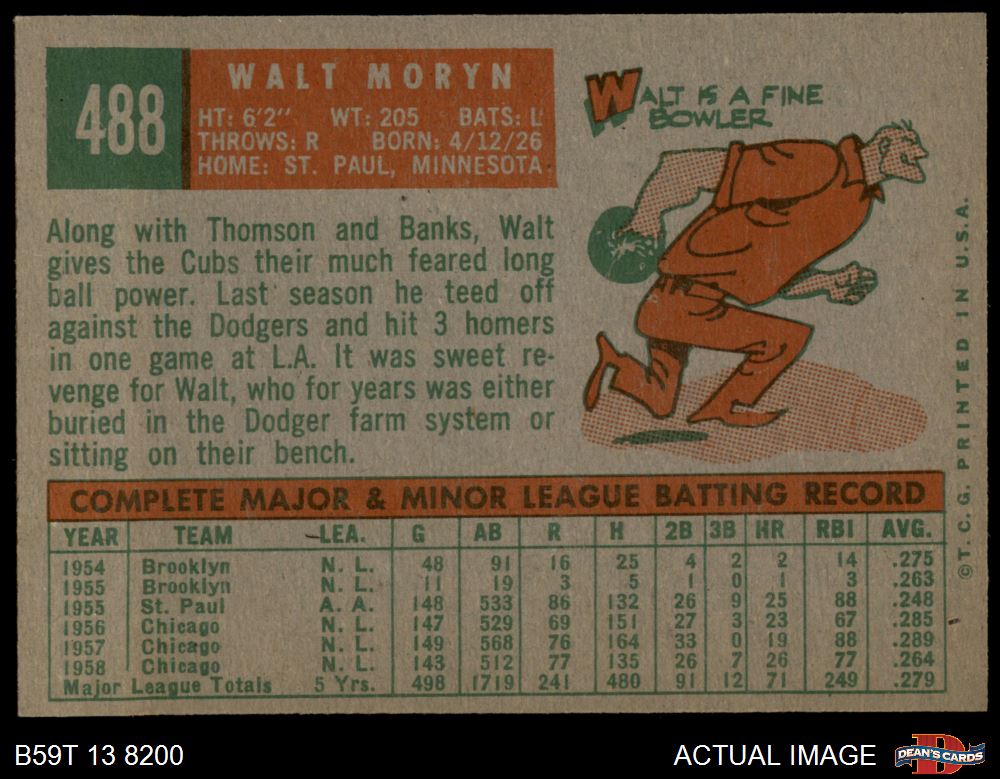 488
WALT MORYN
HT: 6'2" WT: 205 BATS: L
THROWS: R BORN: 4/12/26
HOME: ST. PAUL, MINNESOTA
WALT IS A FINE
BOWLER
Along with Thomson and Banks, Walt
gives the Cubs their much feared long
ball power. Last season he teed off
against the Dodgers and hit 3 homers
in one game at L.A. It was sweet re-
venge for Walt, who for years was either
buried in the Dodger farm system or
sitting on their bench.
©T.C.G. PRINTED IN U.S.A.
COMPLETE MAJOR & MINOR LEAGUE BATTING RECORD
YEAR TEAM LEA. G AB R H 2B 3B HR RBI AVG.
1954 Brooklyn N. L. 48 91 16 25 4 2 2 14 .275
1955 Brooklyn N. L. 11 19 3 5 1 0 1 3 .263
1955 St. Paul A. A. 148 533 86 132 26 9 25 88 .248
1956 Chicago N. L. 147 529 69 151 27 3 23 67 .285
1957 Chicago N. L. 149 568 76 164 33 0 19 88 .289
1958 Chicago N. L. 143 512 77 135 26 7 26 77 .264
Major League Totals 5 Yrs. 498 1719 241 480 91 12 71 249 .279
B59T 13 8200
ACTUAL IMAGE
DEAN'S CARDS